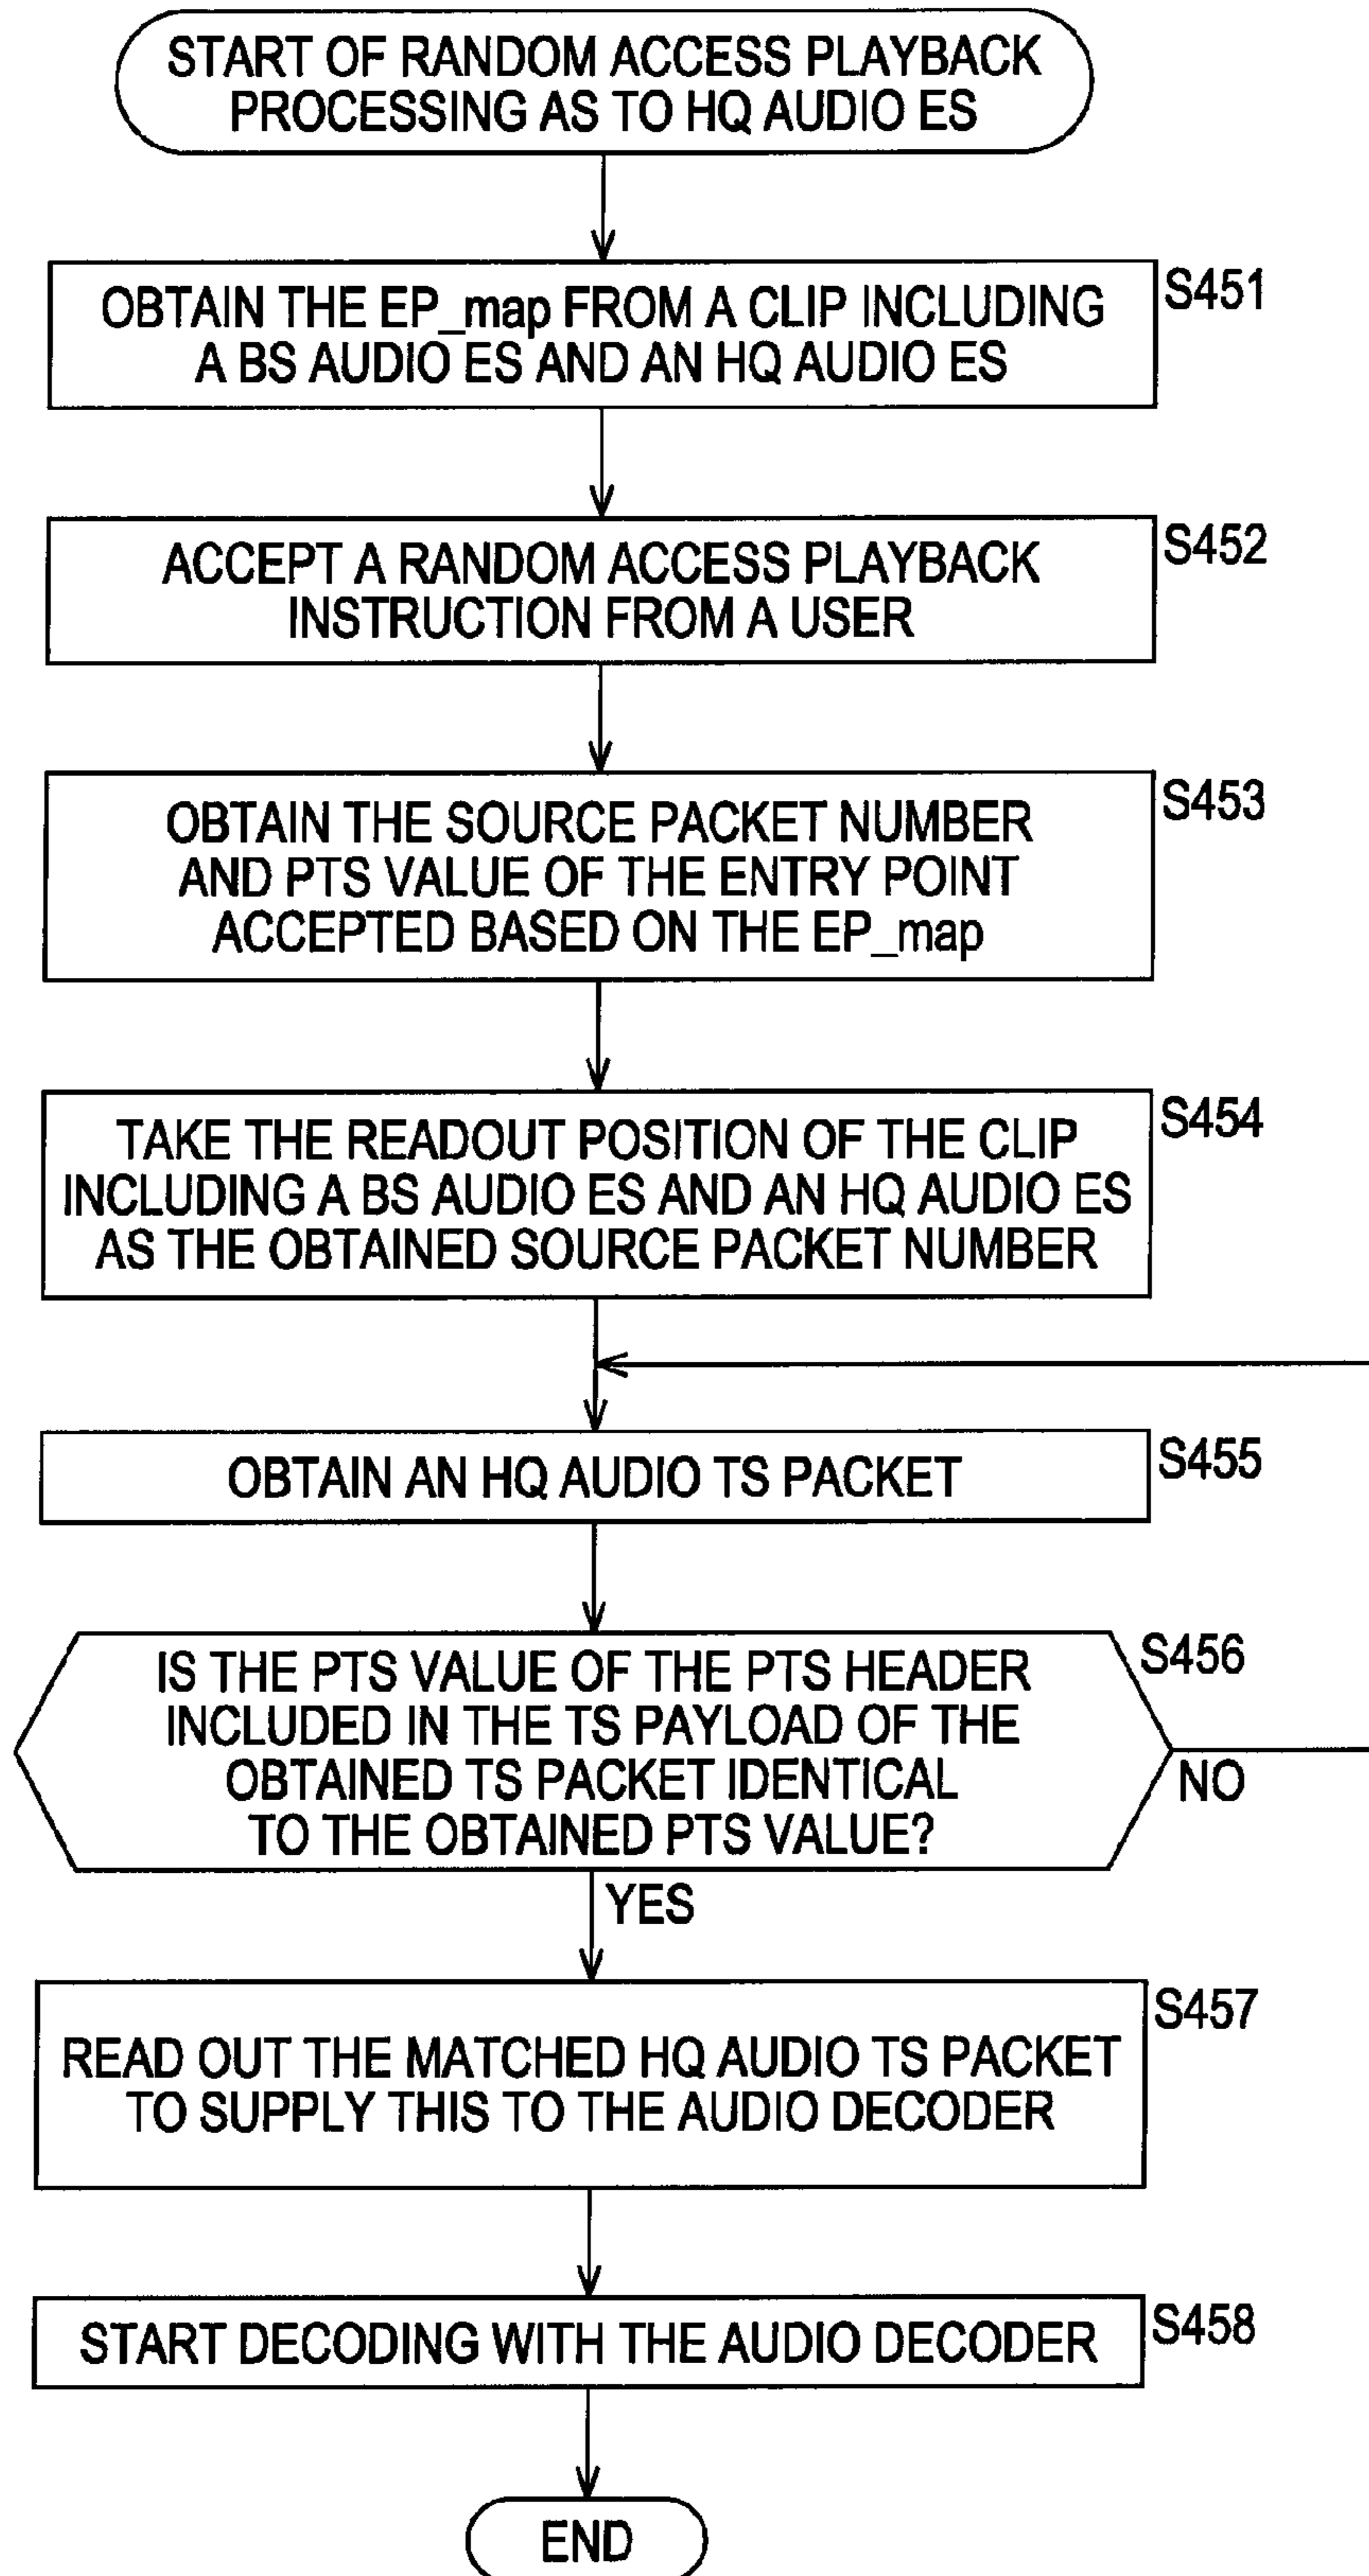 START OF RANDOM ACCESS PLAYBACK
PROCESSING AS TO HQ AUDIO ES
OBTAIN THE EP_map FROM A CLIP INCLUDING
A BS AUDIO ES AND AN HQ AUDIO ES
S451
ACCEPT A RANDOM ACCESS PLAYBACK
INSTRUCTION FROM A USER
S452
OBTAIN THE SOURCE PACKET NUMBER
AND PTS VALUE OF THE ENTRY POINT
ACCEPTED BASED ON THE EP_map
S453
TAKE THE READOUT POSITION OF THE CLIP
INCLUDING A BS AUDIO ES AND AN HQ AUDIO ES
AS THE OBTAINED SOURCE PACKET NUMBER
S454
OBTAIN AN HQ AUDIO TS PACKET
S455
IS THE PTS VALUE OF THE PTS HEADER
INCLUDED IN THE TS PAYLOAD OF THE
OBTAINED TS PACKET IDENTICAL
TO THE OBTAINED PTS VALUE?
S456
NO
YES
READ OUT THE MATCHED HQ AUDIO TS PACKET
TO SUPPLY THIS TO THE AUDIO DECODER
S457
START DECODING WITH THE AUDIO DECODER
S458
END